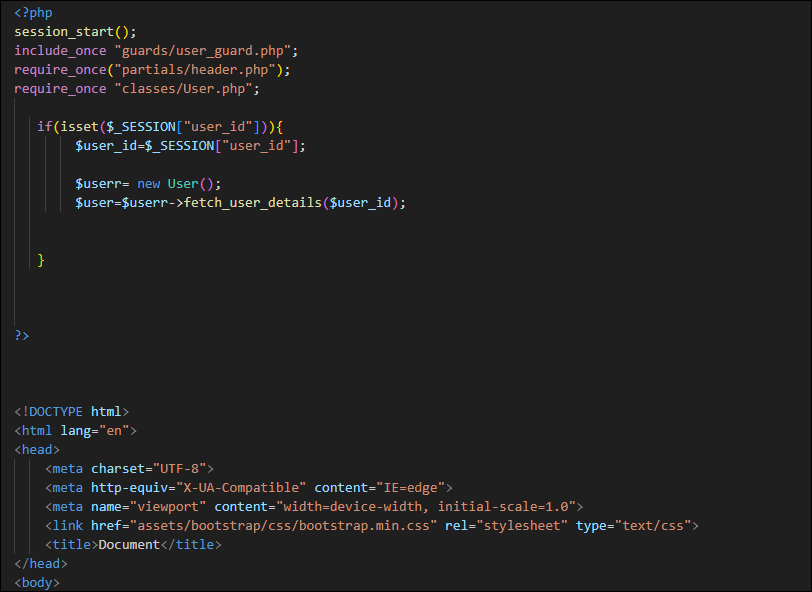 <?php
session_start();
include_once "guards/user_guard.php";
require_once("partials/header.php");
require_once "classes/User.php";
if(isset($_SESSION["user_id"])){
$user_id=$_SESSION["user_id"];
$userr= new User();
$user=$userr->fetch_user_details($user_id);
}
?>
<!DOCTYPE html>
<html lang="en">
<head>
<meta charset="UTF-8">
<meta http-equiv="X-UA-Compatible" content="IE=edge">
<meta name="viewport" content="width=device-width, initial-scale=1.0">
<link href="assets/bootstrap/css/bootstrap.min.css" rel="stylesheet" type="text/css">
<title>Document</title>
</head>
<body>